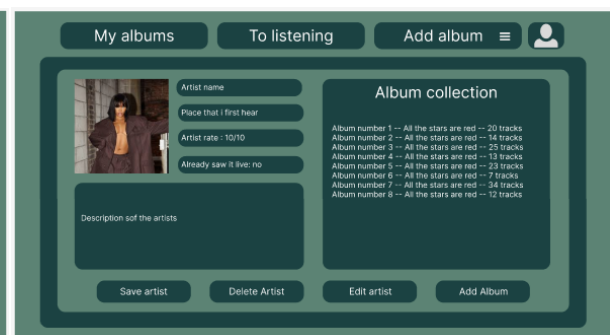 My albums
To listening
Add album
Artist name
Place that i first hear
Artist rate : 10/10
Already saw it live: no
Description sof the artists
Album collection
Album number 1 -- All the stars are red -- 20 tracks
Album number 2 -- All the stars are red -- 14 tracks
Album number 3 -- All the stars are red -- 25 tracks
Album number 4 -- All the stars are red -- 13 tracks
Album number 5 -- All the stars are red -- 23 tracks
Album number 6 -- All the stars are red -- 7 tracks
Album number 7 -- All the stars are red -- 34 tracks
Album number 8 -- All the stars are red -- 12 tracks
Save artist
Delete Artist
Edit artist
Add Album